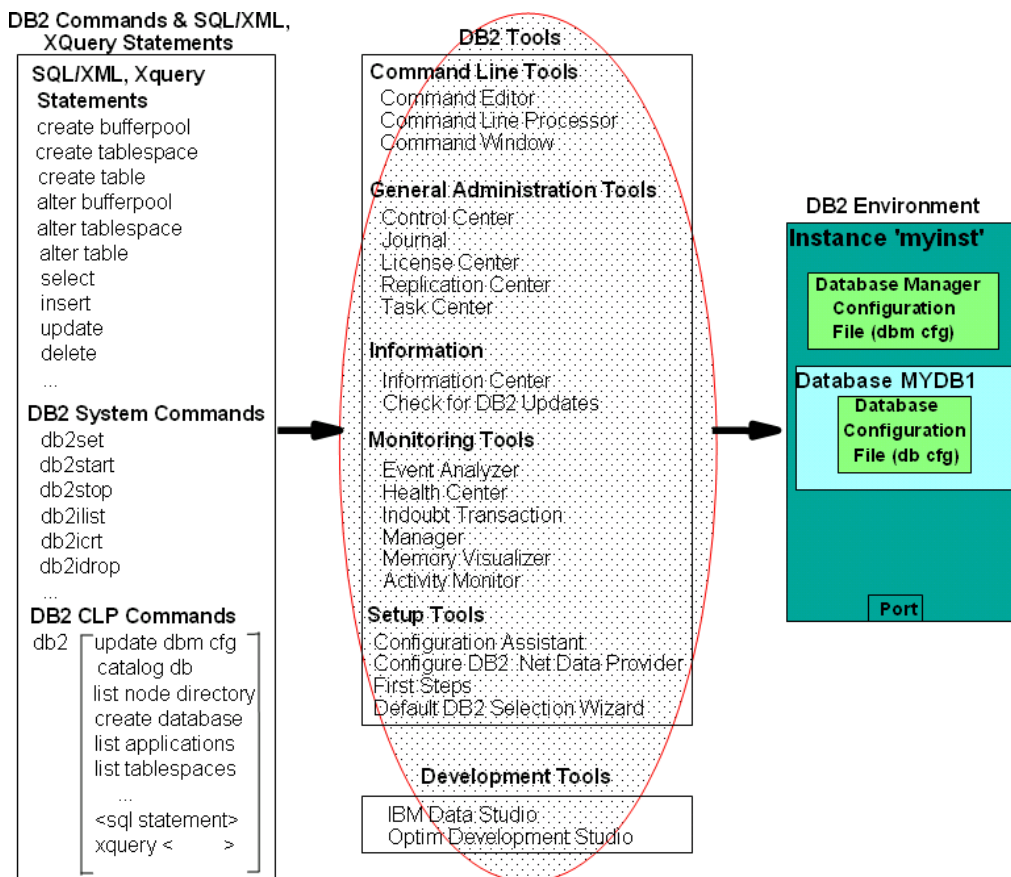 DB2 Commands & SQL/XML,
XQuery Statements
SQL/XML, Xquery
Statements
create bufferpool
create tablespace
create table
alter bufferpool
alter tablespace
alter table
select
insert
update
delete
...
DB2 System Commands
db2set
db2start
db2stop
db2ilist
db2icrt
db2idrop
...
DB2 CLP Commands
db2
update dbm cfg
catalog db
list node directory
create database
list applications
list tablespaces
...
<sql statement>
xquery < >
DB2 Tools
Command Line Tools
Command Editor
Command Line Processor
Command Window
General Administration Tools
Control Center
Journal
License Center
Replication Center
Task Center
Information
Information Center
Check for DB2 Updates
Monitoring Tools
Event Analyzer
Health Center
Indoubt Transaction
Manager
Memory Visualizer
Activity Monitor
Setup Tools
Configuration Assistant
Configure DB2 .Net Data Provider
First Steps
Default DB2 Selection Wizard
Development Tools
IBM Data Studio
Optim Development Studio
DB2 Environment
Instance 'myinst'
Database Manager
Configuration
File (dbm cfg)
Database MYDB1
Database
Configuration
File (db cfg)
Port